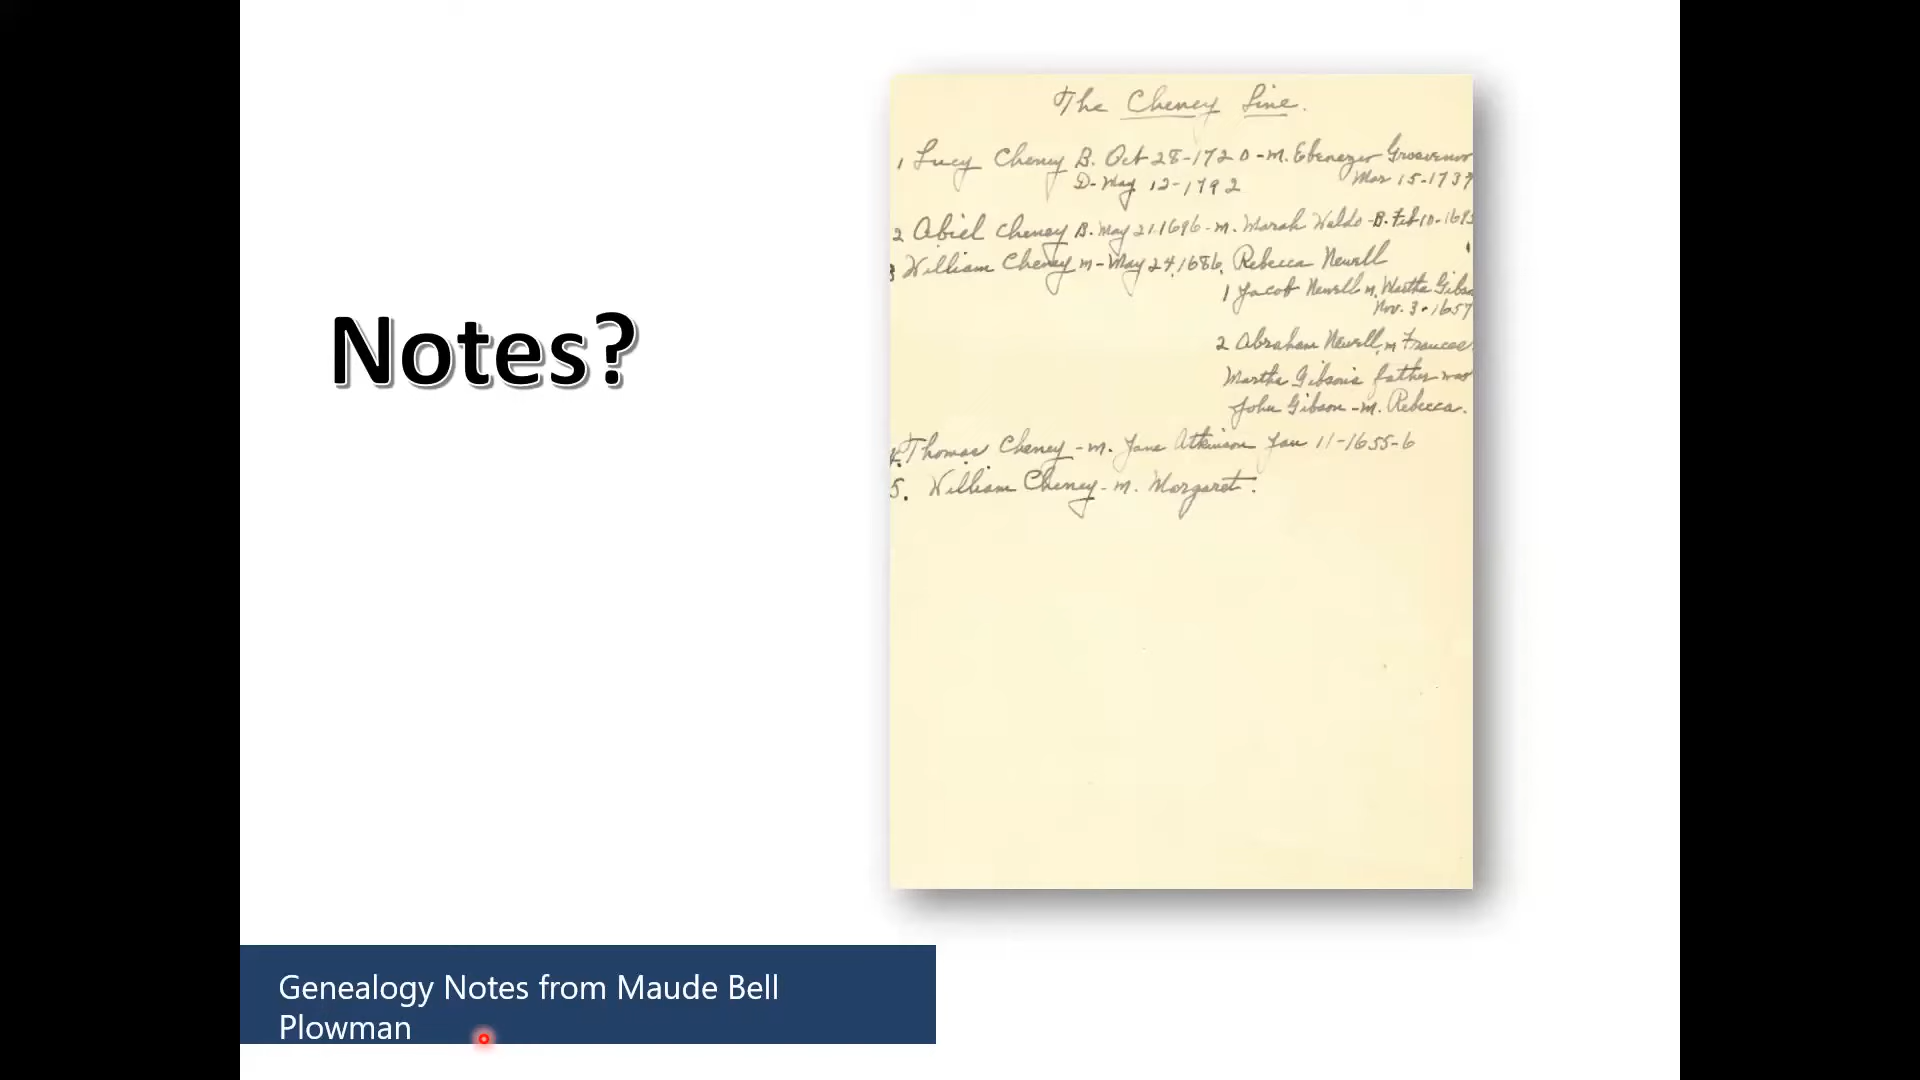 Notes?
The Cheney Line.
1 Lucy Cheney B. Oct 28-1720-m. Ebenezer Grosvenor
D-May 12-1792 Mar 15-1737
2 Abiel Cheney B. May 21.1696-m. Marah Waldo-B. Feb 10-1693
3 William Cheney m-May 24,1686, Rebecca Newell
1 Jacob Newell m. Martha Gibson
Nov. 3-1657
2 Abraham Newell, m Frances.
Martha Gibson's father was
John Gibson-m. Rebecca.
4. Thomas Cheney-m. Jane Atkinson Jan 11-1655-6
5. William Cheney-m. Margaret.
Genealogy Notes from Maude Bell
Plowman